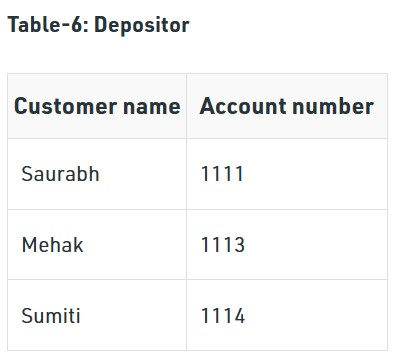 Table-6: Depositor
Customer name Account number
Saurabh 1111
Mehak 1113
Sumiti 1114